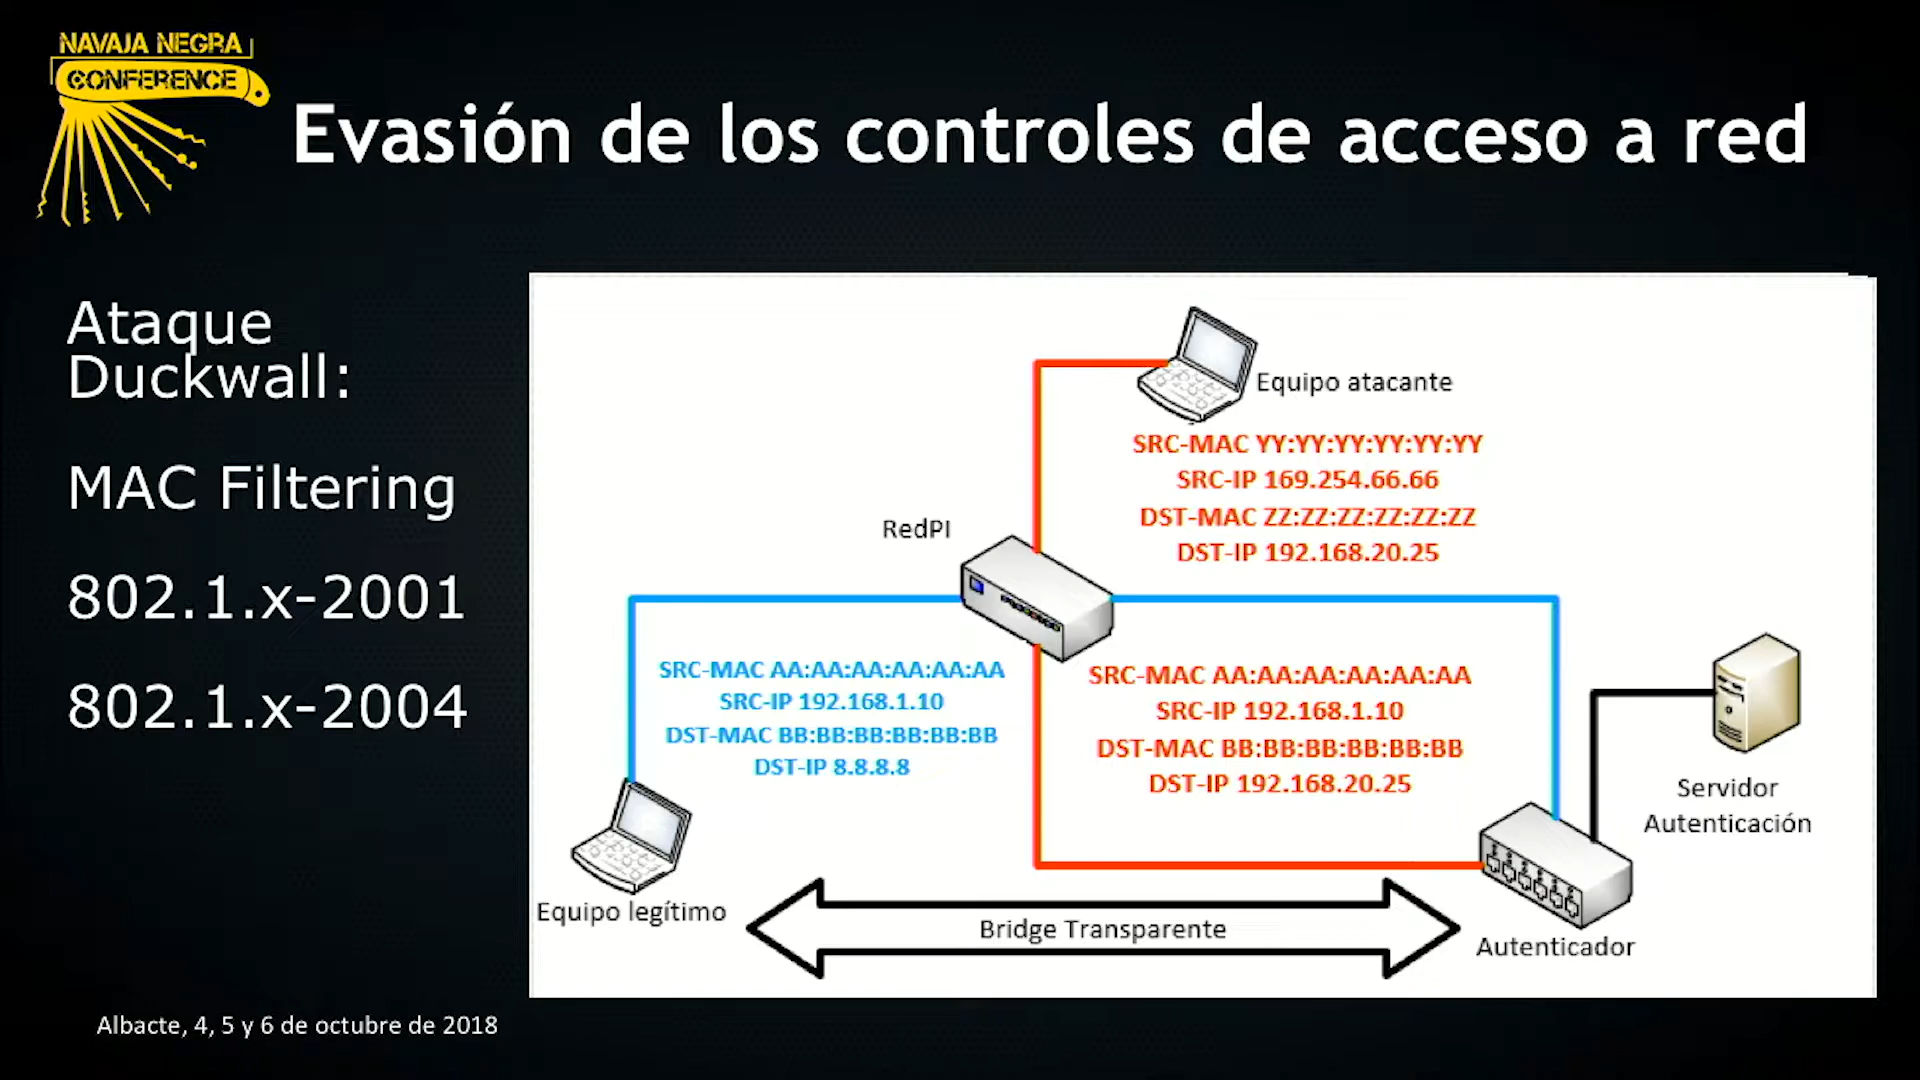 NAVAJA NEGRA
CONFERENCE
Evasión de los controles de acceso a red
Ataque
Duckwall:
MAC Filtering
802.1.x-2001
802.1.x-2004
Equipo atacante
SRC-MAC YY:YY:YY:YY:YY:YY
SRC-IP 169.254.66.66
DST-MAC ZZ:ZZ:ZZ:ZZ:ZZ:ZZ
DST-IP 192.168.20.25
RedPI
SRC-MAC AA:AA:AA:AA:AA:AA
SRC-IP 192.168.1.10
DST-MAC BB:BB:BB:BB:BB:BB
DST-IP 8.8.8.8
SRC-MAC AA:AA:AA:AA:AA:AA
SRC-IP 192.168.1.10
DST-MAC BB:BB:BB:BB:BB:BB
DST-IP 192.168.20.25
Servidor
Autenticación
Equipo legítimo
Bridge Transparente
Autenticador
Albacte, 4, 5 y 6 de octubre de 2018